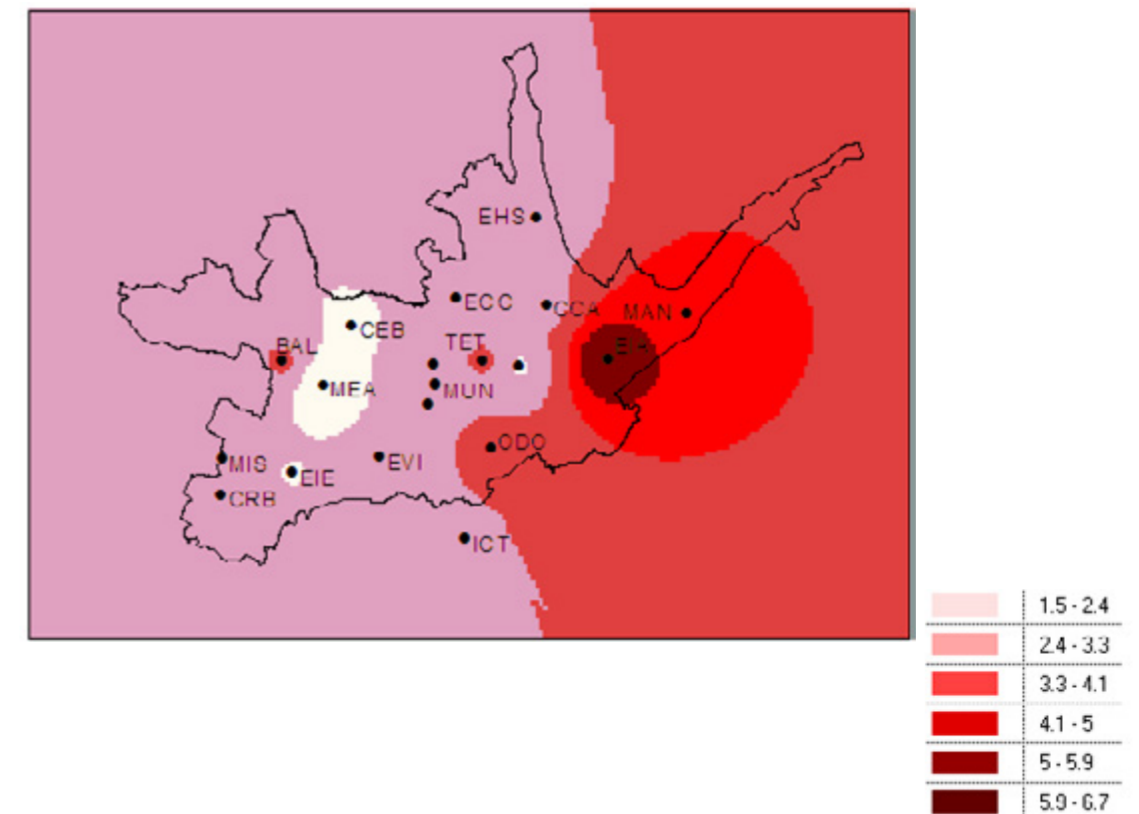 EHS
ECC
CCA
MAN
CEB
BAL
TET
MEA
MUN
ODO
MIS
EVI
EIE
CRB
ICT
1.5 - 2.4
2.4 - 3.3
3.3 - 4.1
4.1 - 5
5 - 5.9
5.9 - 6.7